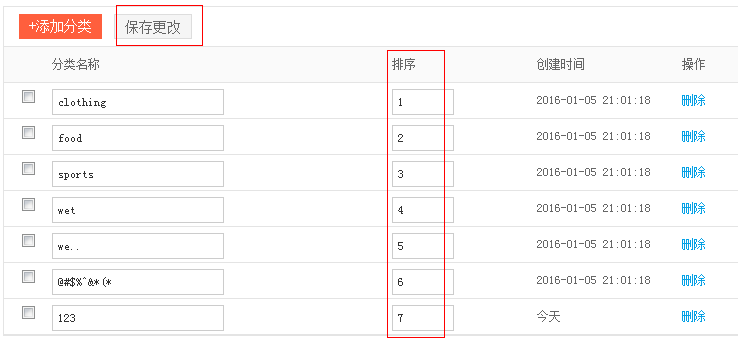 +添加分类 保存更改
分类名称 排序 创建时间 操作
clothing 1 2016-01-05 21:01:18 删除
food 2 2016-01-05 21:01:18 删除
sports 3 2016-01-05 21:01:18 删除
wet 4 2016-01-05 21:01:18 删除
we.. 5 2016-01-05 21:01:18 删除
@#$%^&*(* 6 2016-01-05 21:01:18 删除
123 7 今天 删除